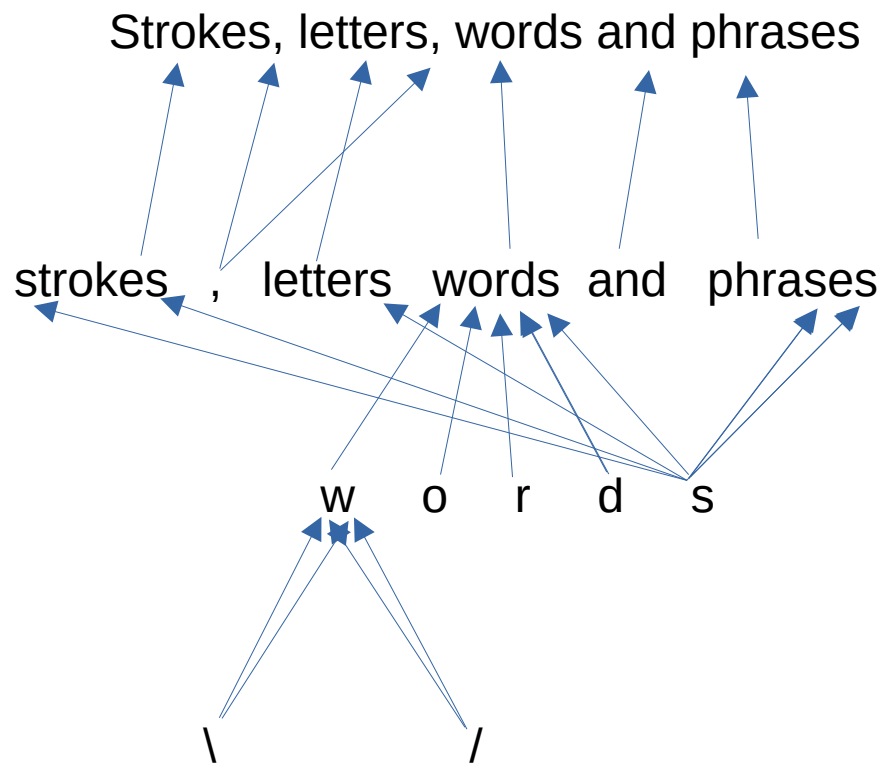 Strokes, letters, words and phrases
strokes , letters words and phrases
w o r d s
\ /